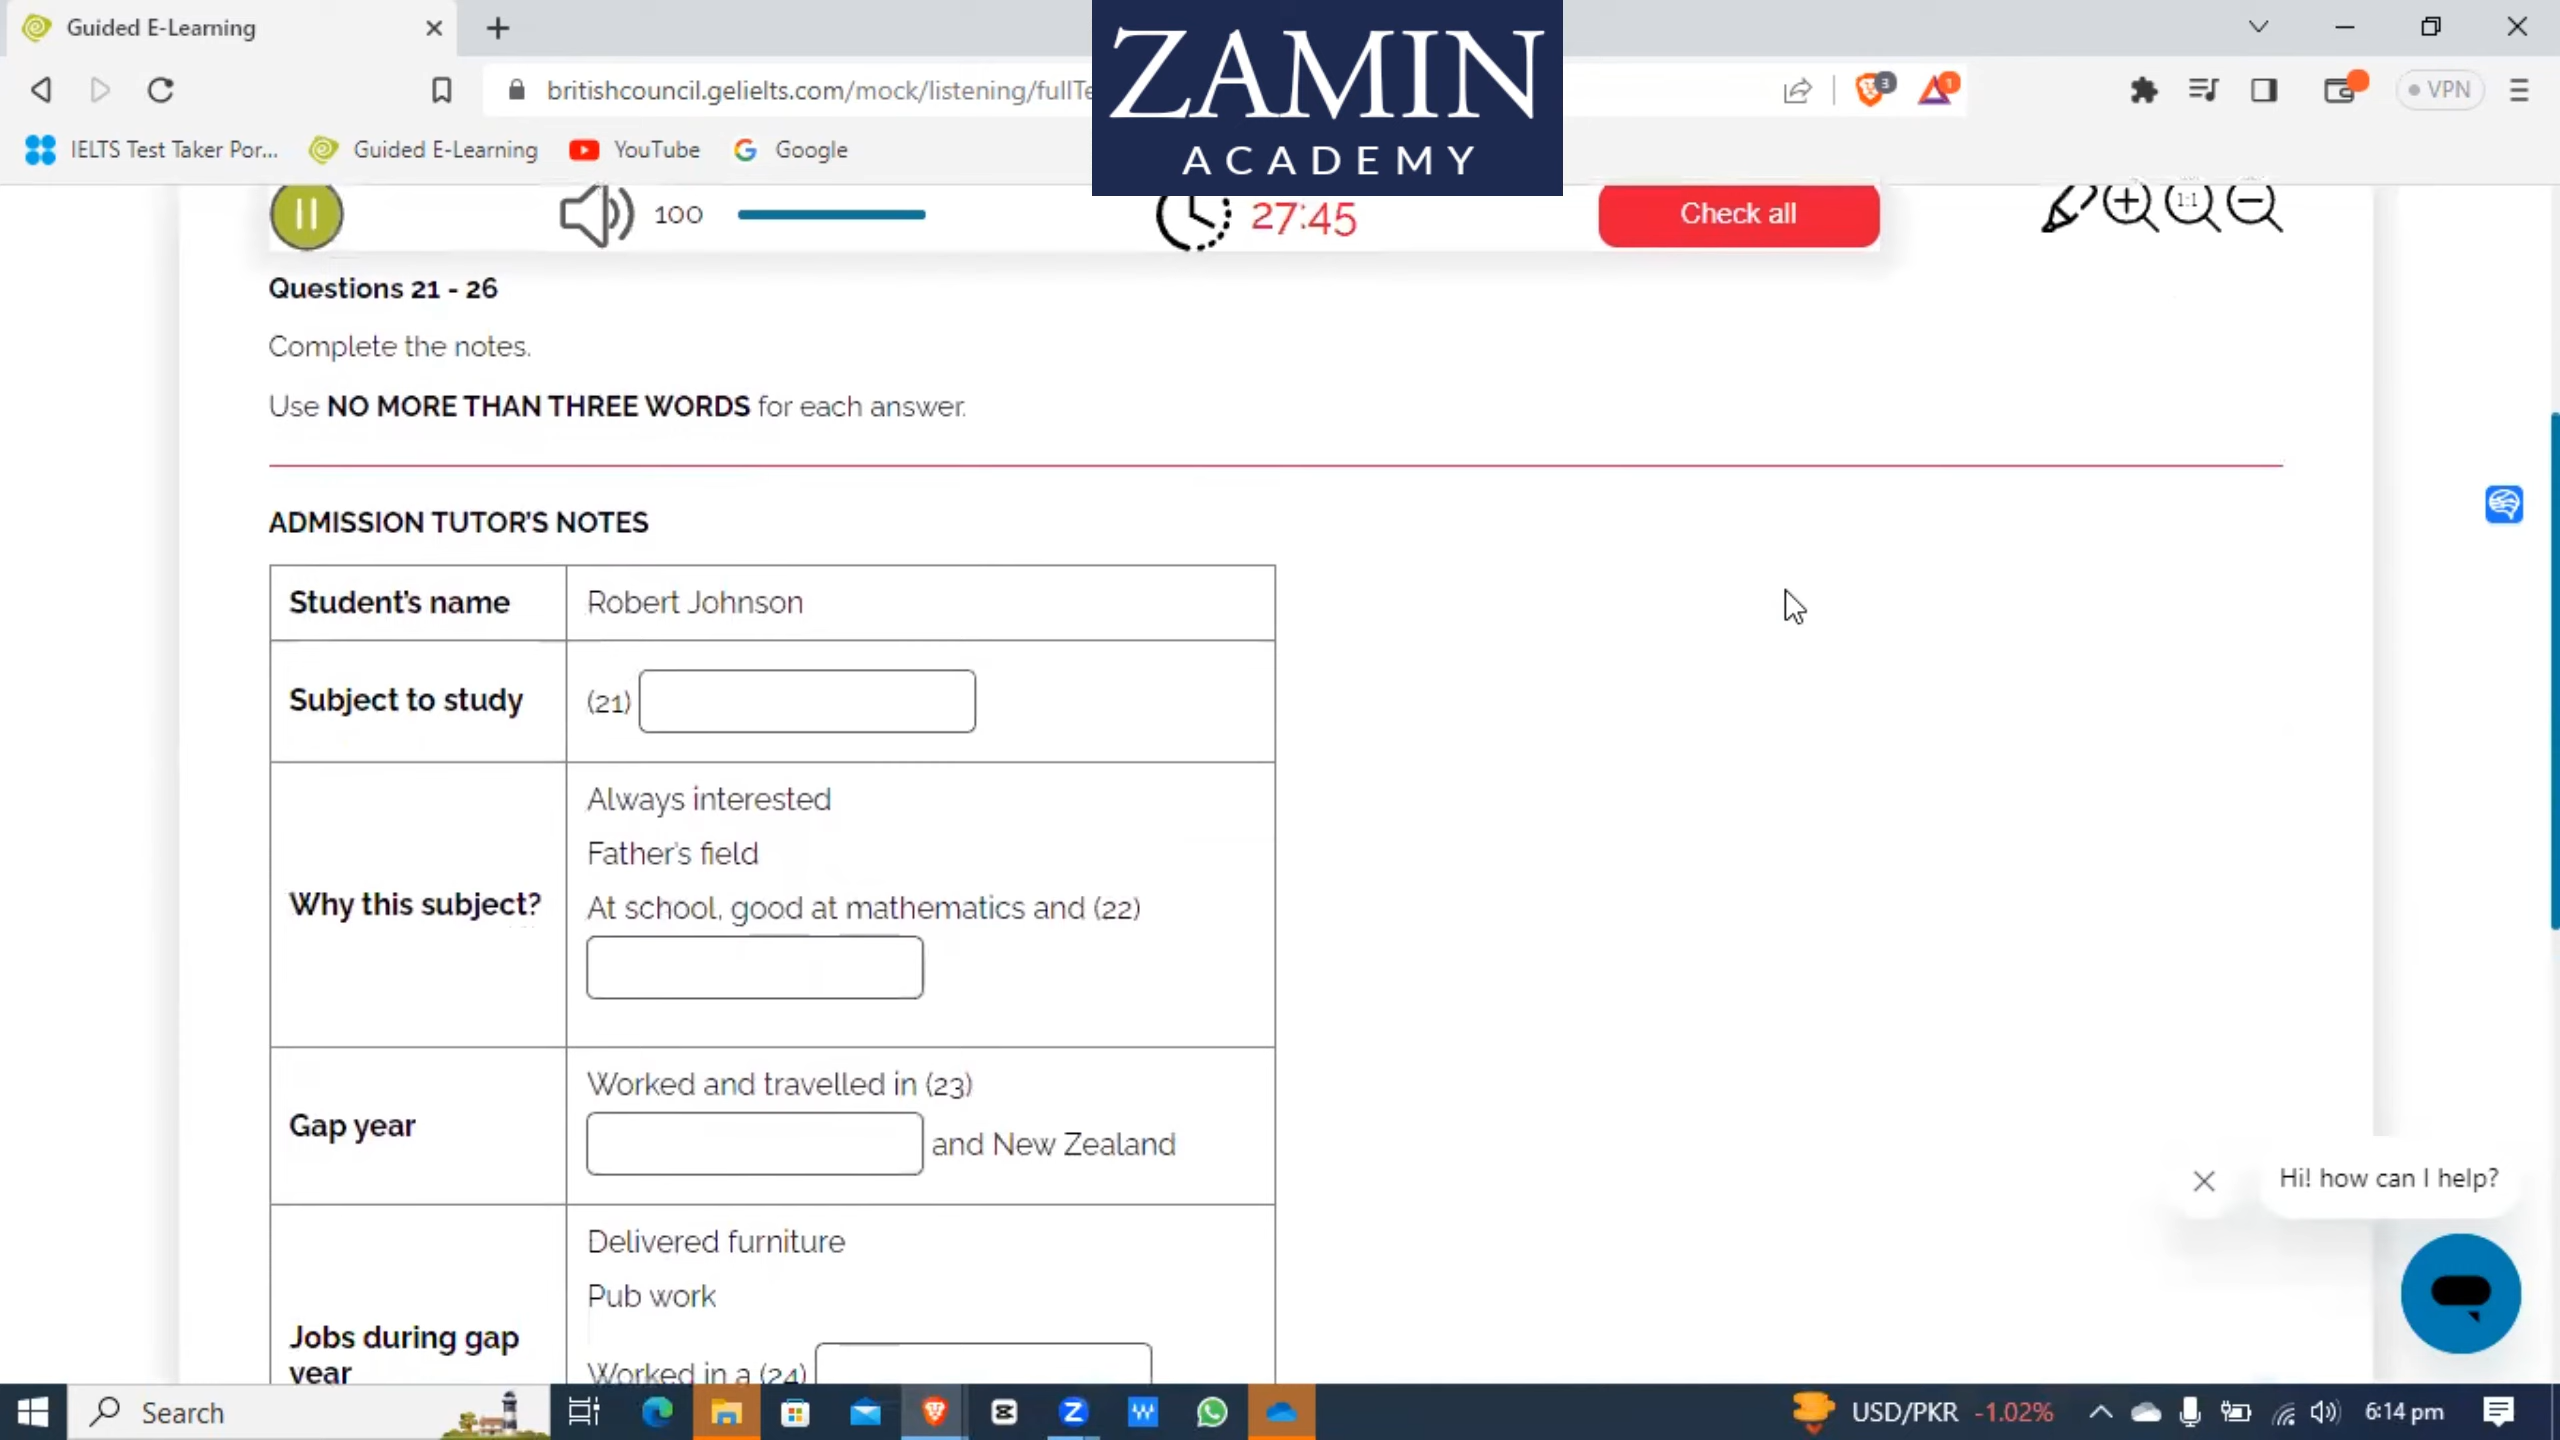 Guided E-Learning
britishcouncil.gelielts.com/mock/listening/fullTe
ZAMIN
ACADEMY
3
1
VPN
IELTS Test Taker Por...
Guided E-Learning
YouTube
Google
100
27:45
Check all
1:1
Questions 21 - 26
Complete the notes.
Use NO MORE THAN THREE WORDS for each answer.
ADMISSION TUTOR'S NOTES
Student's name
Robert Johnson
Subject to study
(21)
Why this subject?
Always interested
Father's field
At school, good at mathematics and (22)
Gap year
Worked and travelled in (23)
and New Zealand
Jobs during gap
year
Delivered furniture
Pub work
Worked in a (24)
Hi! how can I help?
Search
USD/PKR -1.02%
6:14 pm